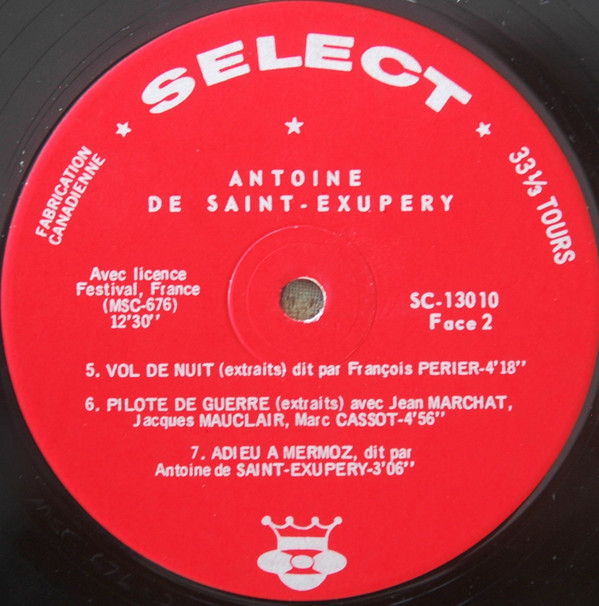 SELECT
FABRICATION
CANADIENNE
33⅓ TOURS
ANTOINE
DE SAINT-EXUPERY
Avec licence
Festival, France
(MSC-676)
12'30"
SC-13010
Face 2
5. VOL DE NUIT (extraits) dit par François PERIER-4'18"
6. PILOTE DE GUERRE (extraits) avec Jean MARCHAT,
Jacques MAUCLAIR, Marc CASSOT-4'56"
7. ADIEU A MERMOZ, dit par
Antoine de SAINT-EXUPERY-3'06"